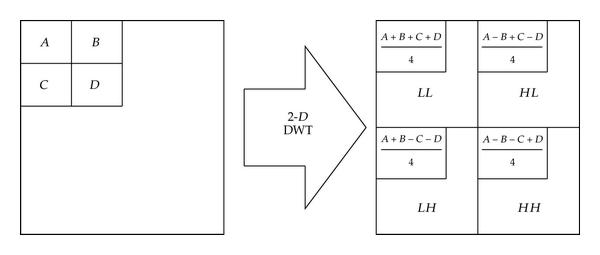 A B
C D
2-D
DWT
A + B + C + D
4
LL
A − B + C − D
4
HL
A + B − C − D
4
LH
A − B − C + D
4
HH